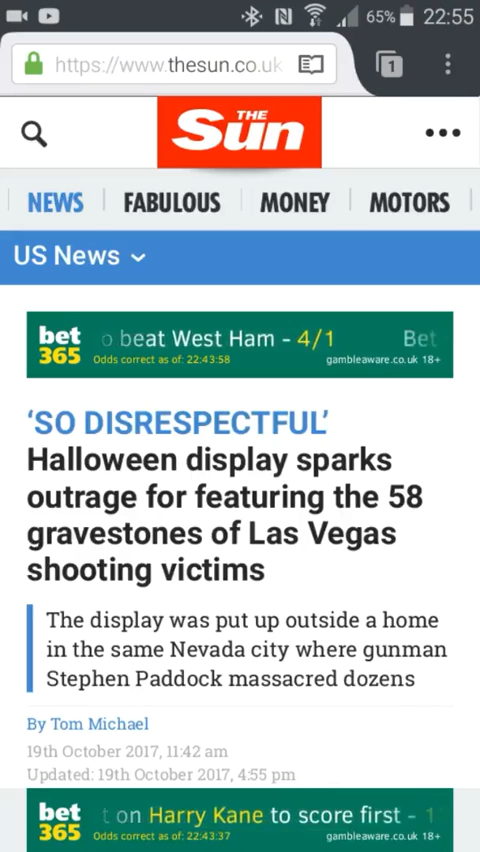 65% 22:55
https://www.thesun.co.uk
1
THE
Sun
NEWS FABULOUS MONEY MOTORS
US News
bet
365
o beat West Ham - 4/1 Bet
Odds correct as of: 22:43:58 gambleaware.co.uk 18+
‘SO DISRESPECTFUL’
Halloween display sparks
outrage for featuring the 58
gravestones of Las Vegas
shooting victims
The display was put up outside a home
in the same Nevada city where gunman
Stephen Paddock massacred dozens
By Tom Michael
19th October 2017, 11:42 am
Updated: 19th October 2017, 4:55 pm
bet
365
t on Harry Kane to score first - 1
Odds correct as of: 22:43:37 gambleaware.co.uk 18+